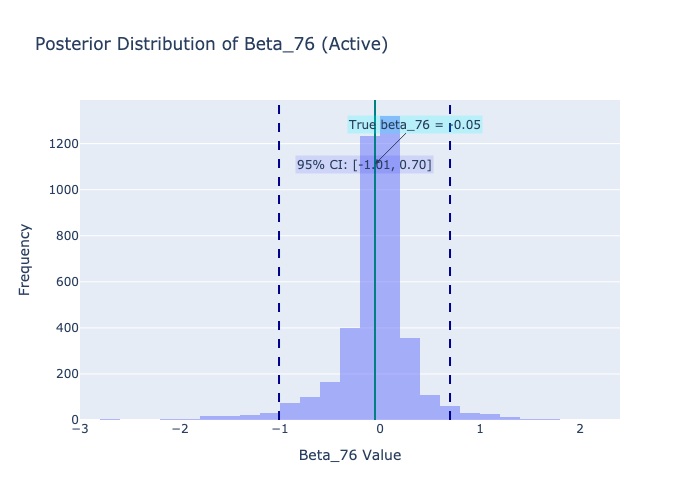 Posterior Distribution of Beta_76 (Active)
True beta_76 = -0.05
95% CI: [-1.01, 0.70]
1200
1000
800
600
400
200
0
Frequency
−3
−2
−1
0
1
2
Beta_76 Value